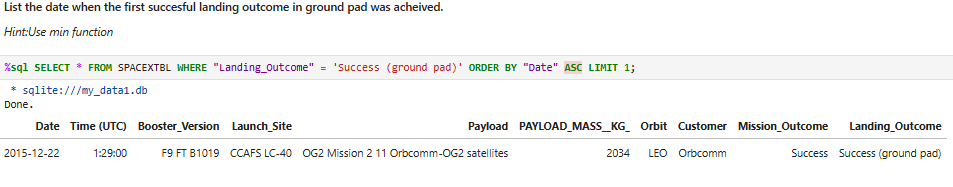 List the date when the first succesful landing outcome in ground pad was acheived.
Hint:Use min function
%sql SELECT * FROM SPACEXTBL WHERE "Landing_Outcome" = 'Success (ground pad)' ORDER BY "Date" ASC LIMIT 1;
* sqlite:///my_data1.db
Done.
Date Time (UTC) Booster_Version Launch_Site Payload PAYLOAD_MASS__KG_ Orbit Customer Mission_Outcome Landing_Outcome
2015-12-22 1:29:00 F9 FT B1019 CCAFS LC-40 OG2 Mission 2 11 Orbcomm-OG2 satellites 2034 LEO Orbcomm Success Success (ground pad)